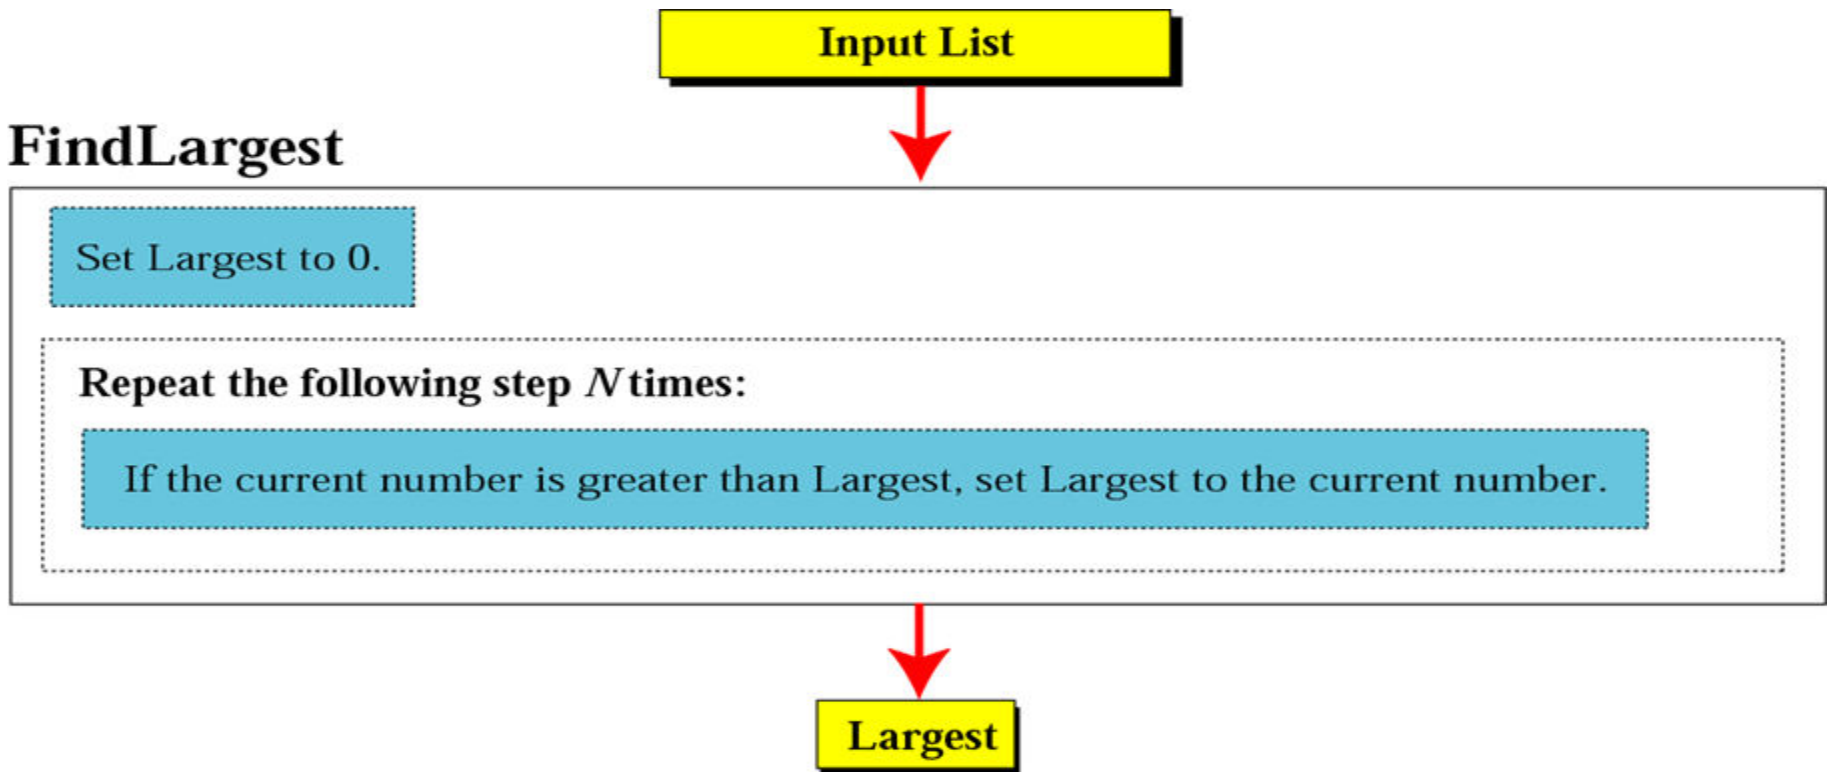 Input List
FindLargest
Set Largest to 0.
Repeat the following step N times:
If the current number is greater than Largest, set Largest to the current number.
Largest